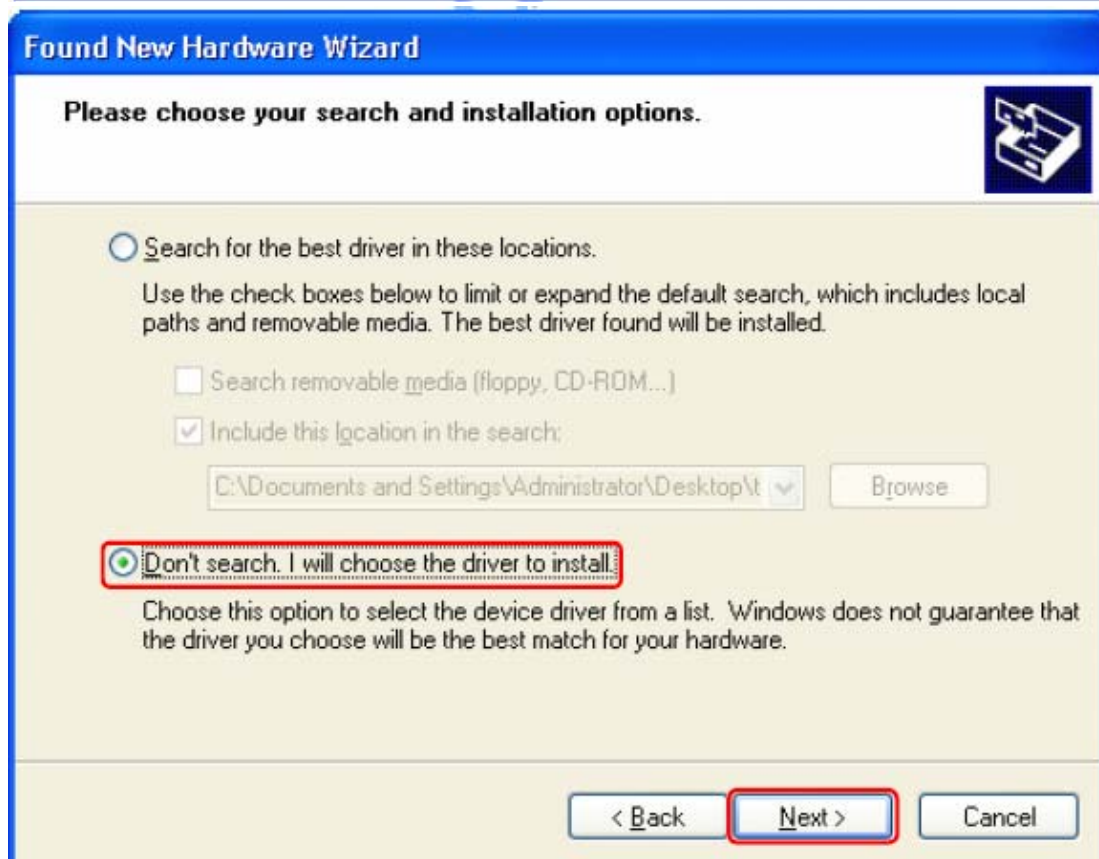 Found New Hardware Wizard
Please choose your search and installation options.
Search for the best driver in these locations.
Use the check boxes below to limit or expand the default search, which includes local
paths and removable media. The best driver found will be installed.
Search removable media (floppy, CD-ROM...)
Include this location in the search:
C:\Documents and Settings\Administrator\Desktop\t
Browse
Don't search. I will choose the driver to install.
Choose this option to select the device driver from a list. Windows does not guarantee that
the driver you choose will be the best match for your hardware.
< Back
Next >
Cancel